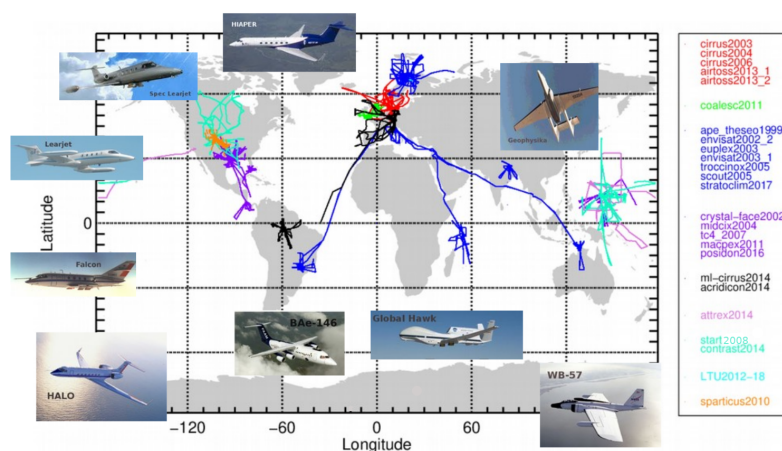 HIAPER
Spec Learjet
Geophysika
Learjet
Latitude
0
Falcon
BAe-146
Global Hawk
HALO
WB-57
−120
−60
0
60
120
Longitude
cirrus2003
cirrus2004
cirrus2006
airtoss2013_1
airtoss2013_2
coalesc2011
ape_theseo1999
envisat2002_2
euplex2003
envisat2003_1
troccinox2005
scout2005
stratoclim2017
crystal-face2002
midcix2004
tc4_2007
macpex2011
posidon2016
ml-cirrus2014
acridicon2014
attrex2014
start2008
contrast2014
LTU2012-18
sparticus2010